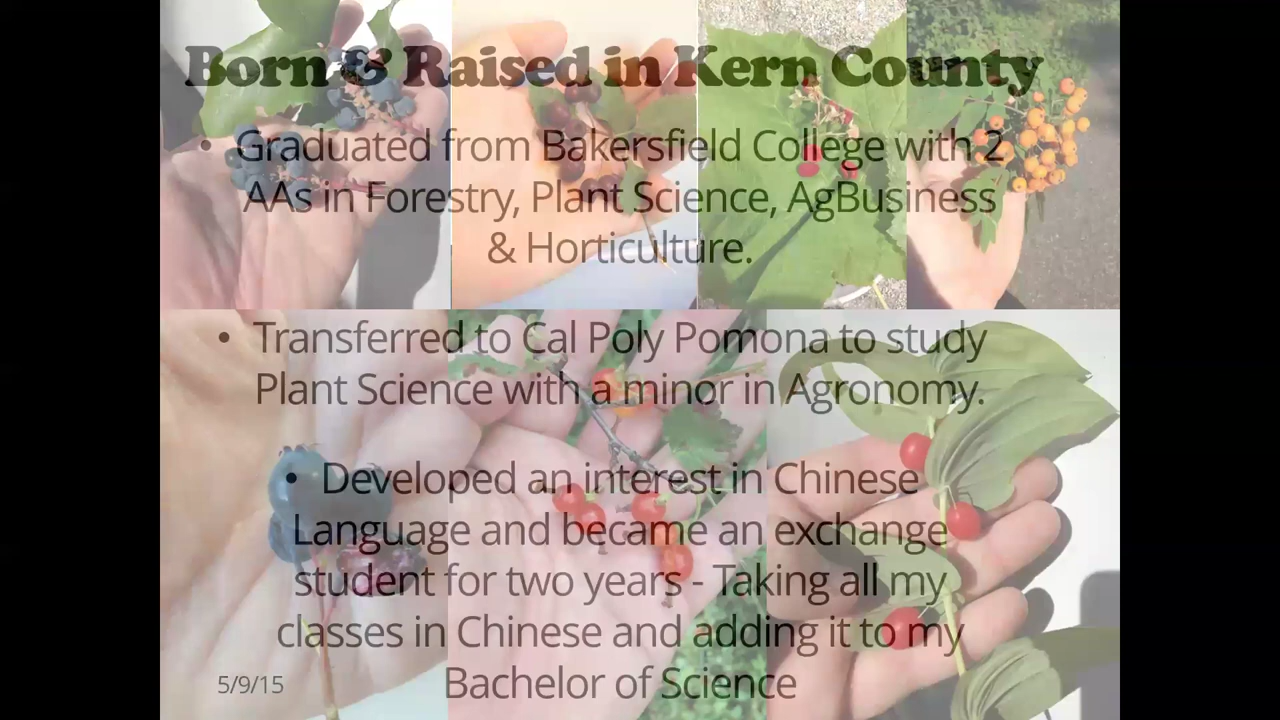 Born & Raised in Kern County
• Graduated from Bakersfield College with 2
AAs in Forestry, Plant Science, AgBusiness
& Horticulture.
• Transferred to Cal Poly Pomona to study
Plant Science with a minor in Agronomy.
• Developed an interest in Chinese
Language and became an exchange
student for two years - Taking all my
classes in Chinese and adding it to my
Bachelor of Science
5/9/15